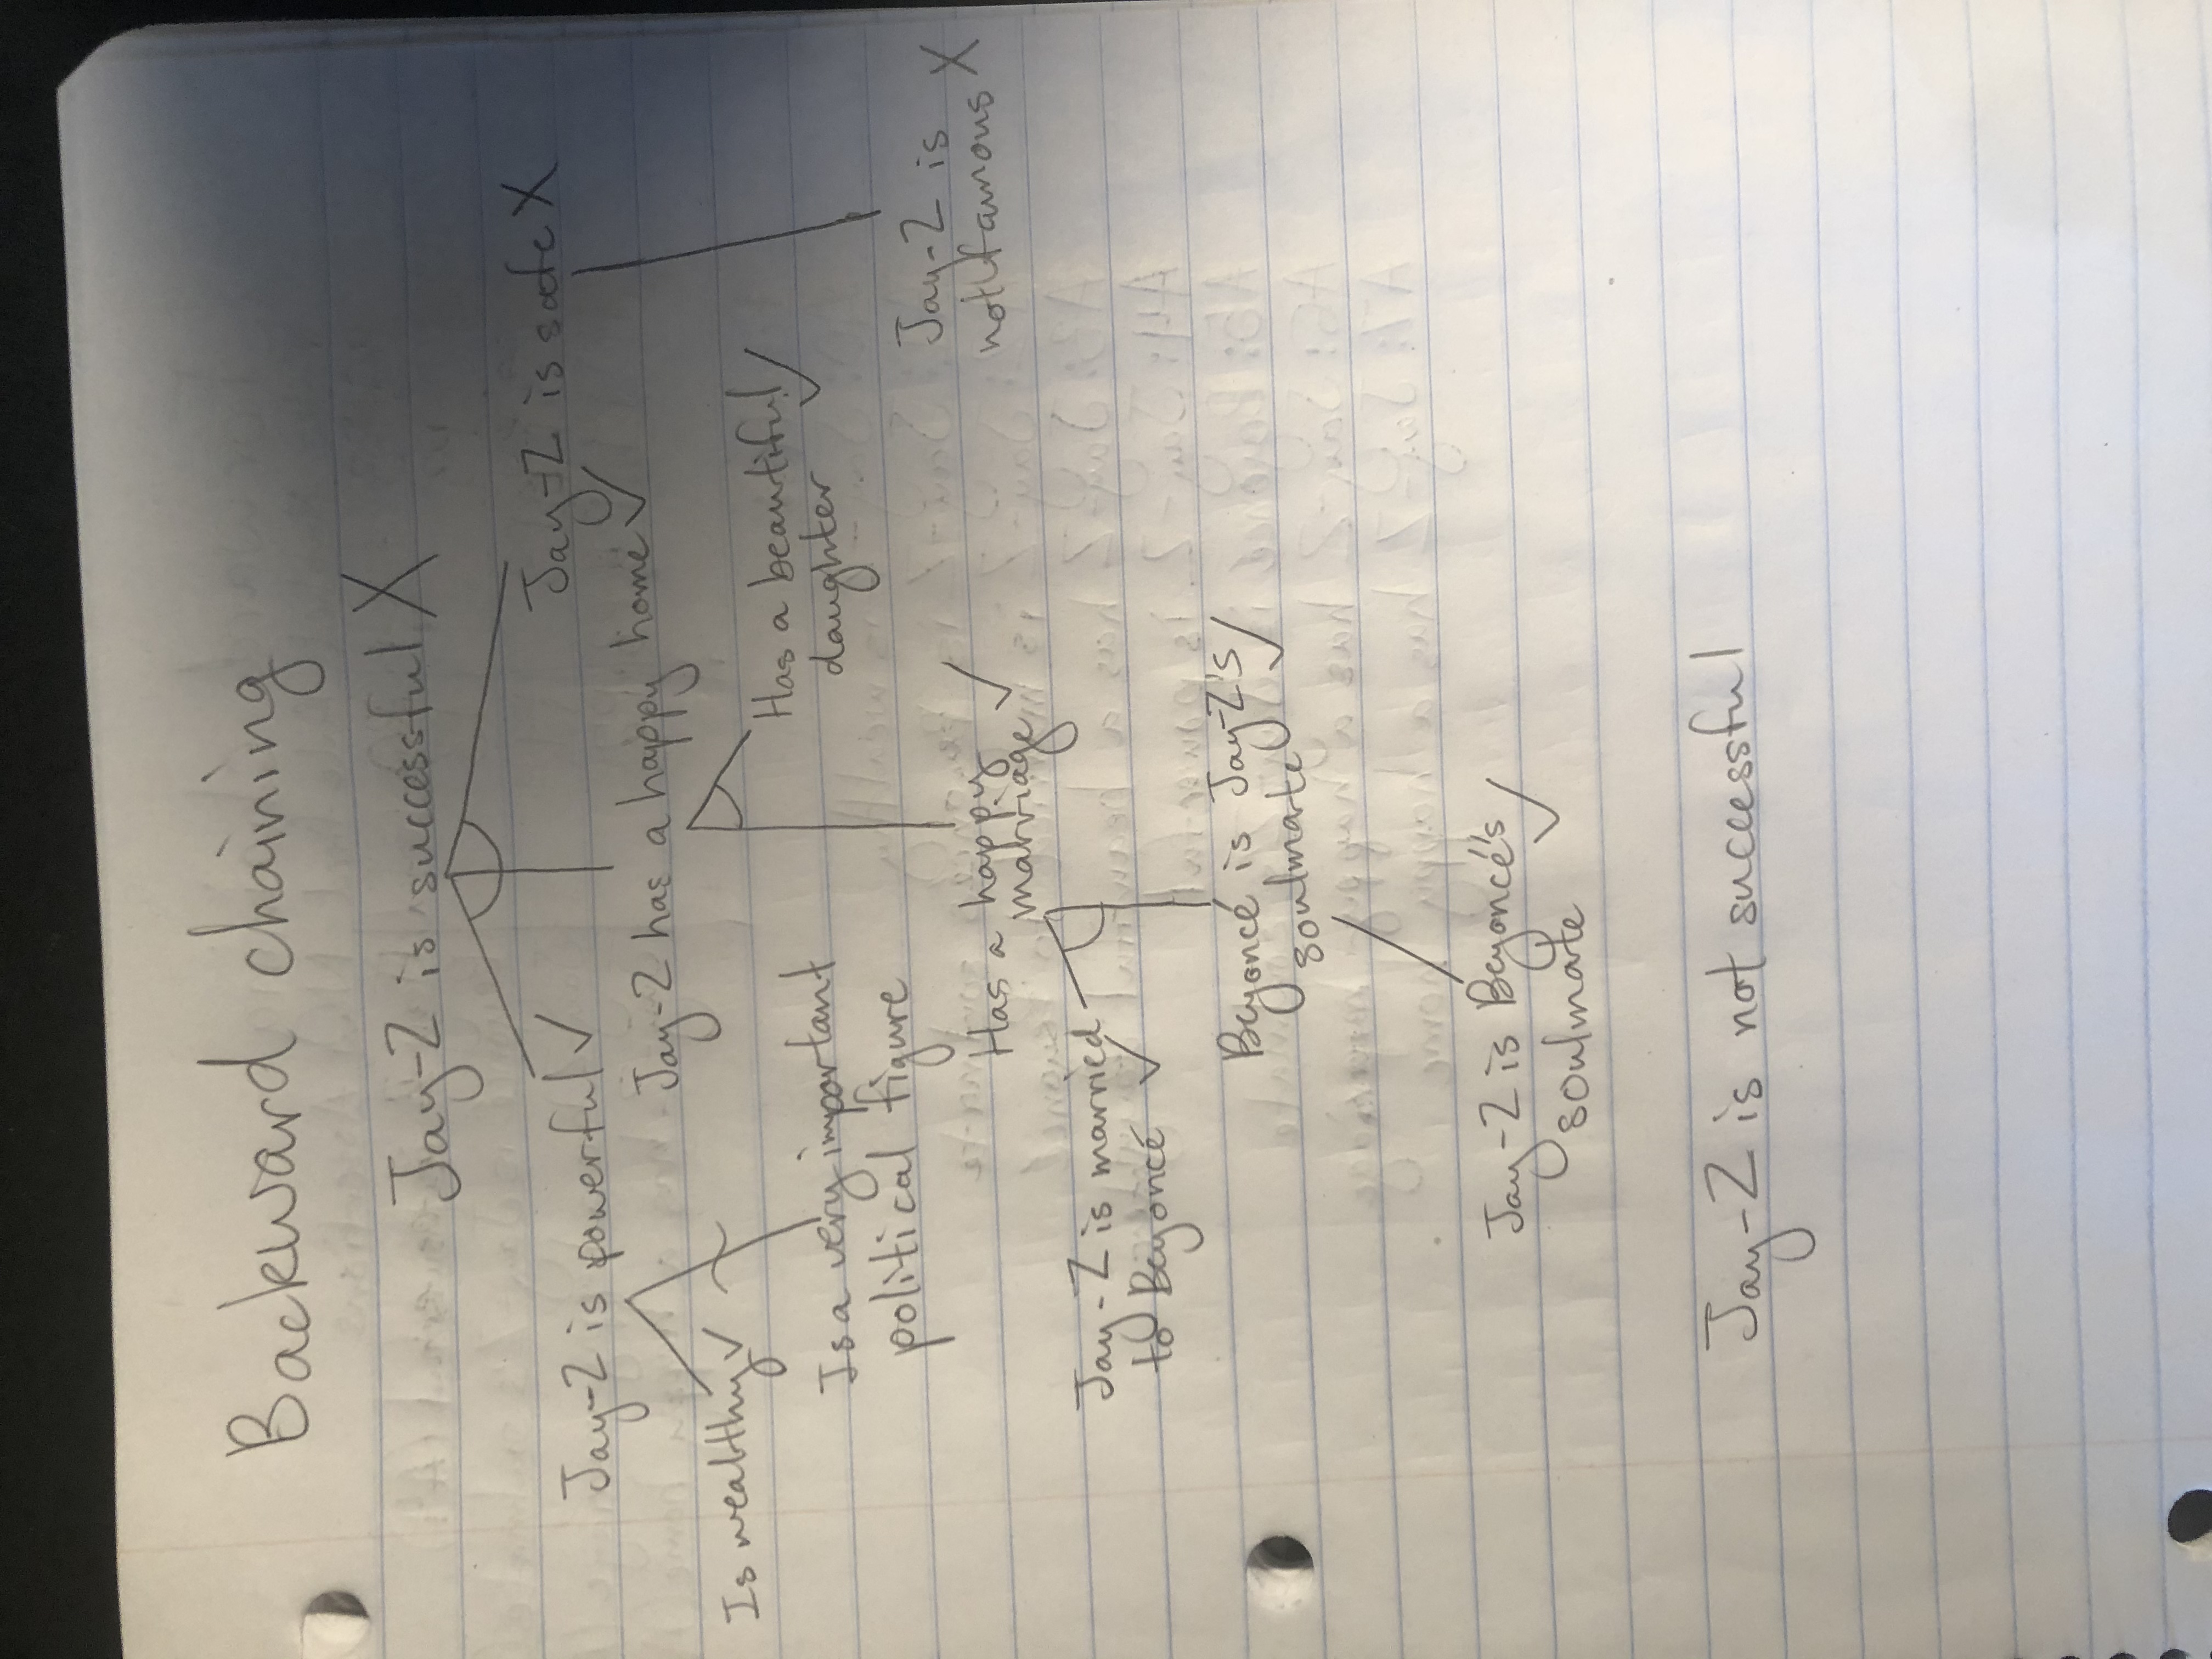 Backward chaining
Jay-Z is successful X
Jay-Z is powerful ✓
Jay-Z is safe X
Jay-Z has a happy home ✓
Is wealthy ✓
Is a very important
political figure
Has a beautiful
daughter ✓
Jay-Z is
not famous X
Has a happy
marriage ✓
Jay-Z is married
to Beyoncé ✓
Beyoncé is Jay-Z's
soulmate ✓
Jay-Z is Beyoncé's
soulmate ✓
Jay-Z is not successful